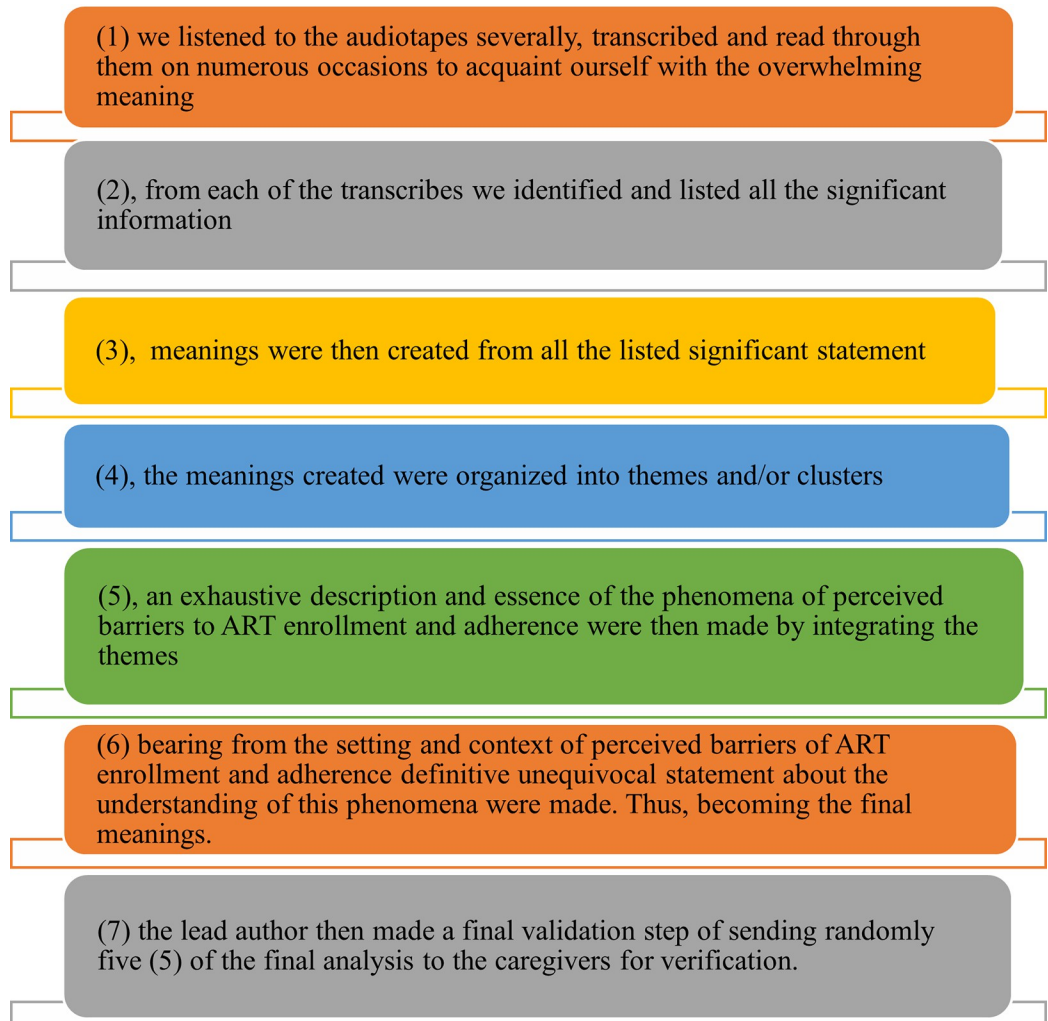 (1) we listened to the audiotapes severally, transcribed and read through
them on numerous occasions to acquaint ourself with the overwhelming
meaning
(2), from each of the transcribes we identified and listed all the significant
information
(3), meanings were then created from all the listed significant statement
(4), the meanings created were organized into themes and/or clusters
(5), an exhaustive description and essence of the phenomena of perceived
barriers to ART enrollment and adherence were then made by integrating the
themes
(6) bearing from the setting and context of perceived barriers of ART
enrollment and adherence definitive unequivocal statement about the
understanding of this phenomena were made. Thus, becoming the final
meanings.
(7) the lead author then made a final validation step of sending randomly
five (5) of the final analysis to the caregivers for verification.